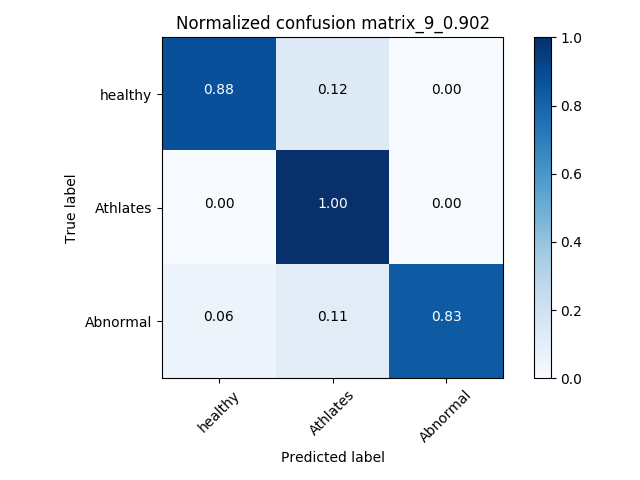 Normalized confusion matrix_9_0.902
True label
healthy
0.88 0.12 0.00
Athlates
0.00 1.00 0.00
Abnormal
0.06 0.11 0.83
healthy Athlates Abnormal
Predicted label
1.0
0.8
0.6
0.4
0.2
0.0